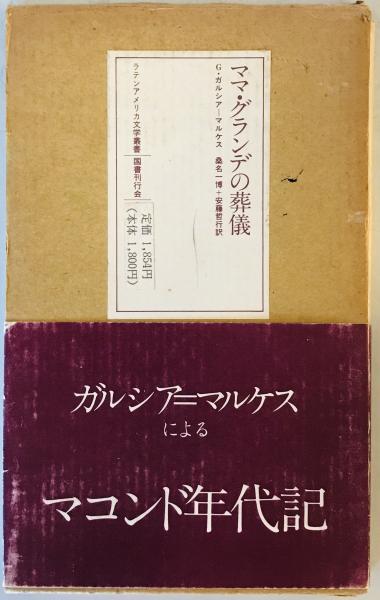 ママ・グランデの葬儀
G・ガルシア=マルケス 桑名一博+安藤哲行訳
ラテンアメリカ文学叢書 国書刊行会
定価 1,854円
(本体 1,800円)
ガルシア=マルケス
による
マコンド年代記